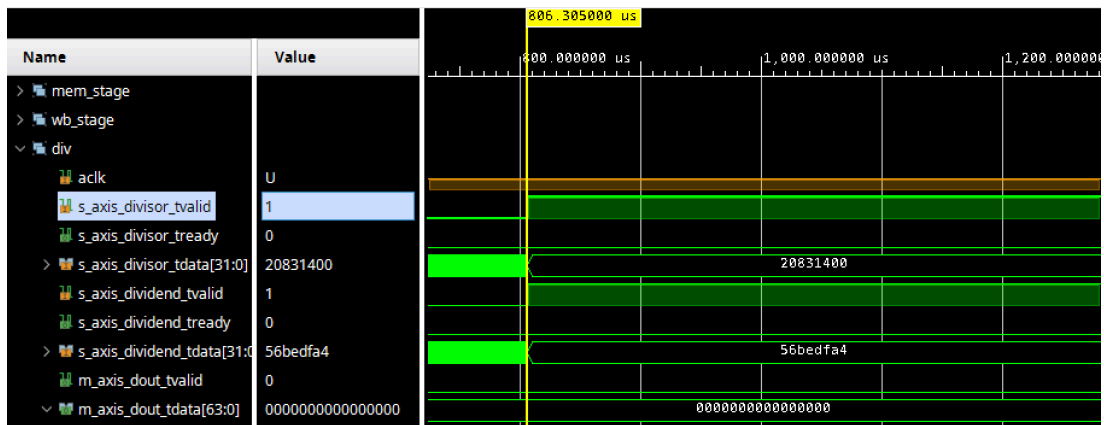 806.305000 us
Name Value
800.000000 us 1,000.000000 us 1,200.00000
mem_stage
wb_stage
div
aclk U
s_axis_divisor_tvalid 1
s_axis_divisor_tready 0
s_axis_divisor_tdata[31:0] 20831400 20831400
s_axis_dividend_tvalid 1
s_axis_dividend_tready 0
s_axis_dividend_tdata[31:0 56bedfa4 56bedfa4
m_axis_dout_tvalid 0
m_axis_dout_tdata[63:0] 0000000000000000 0000000000000000